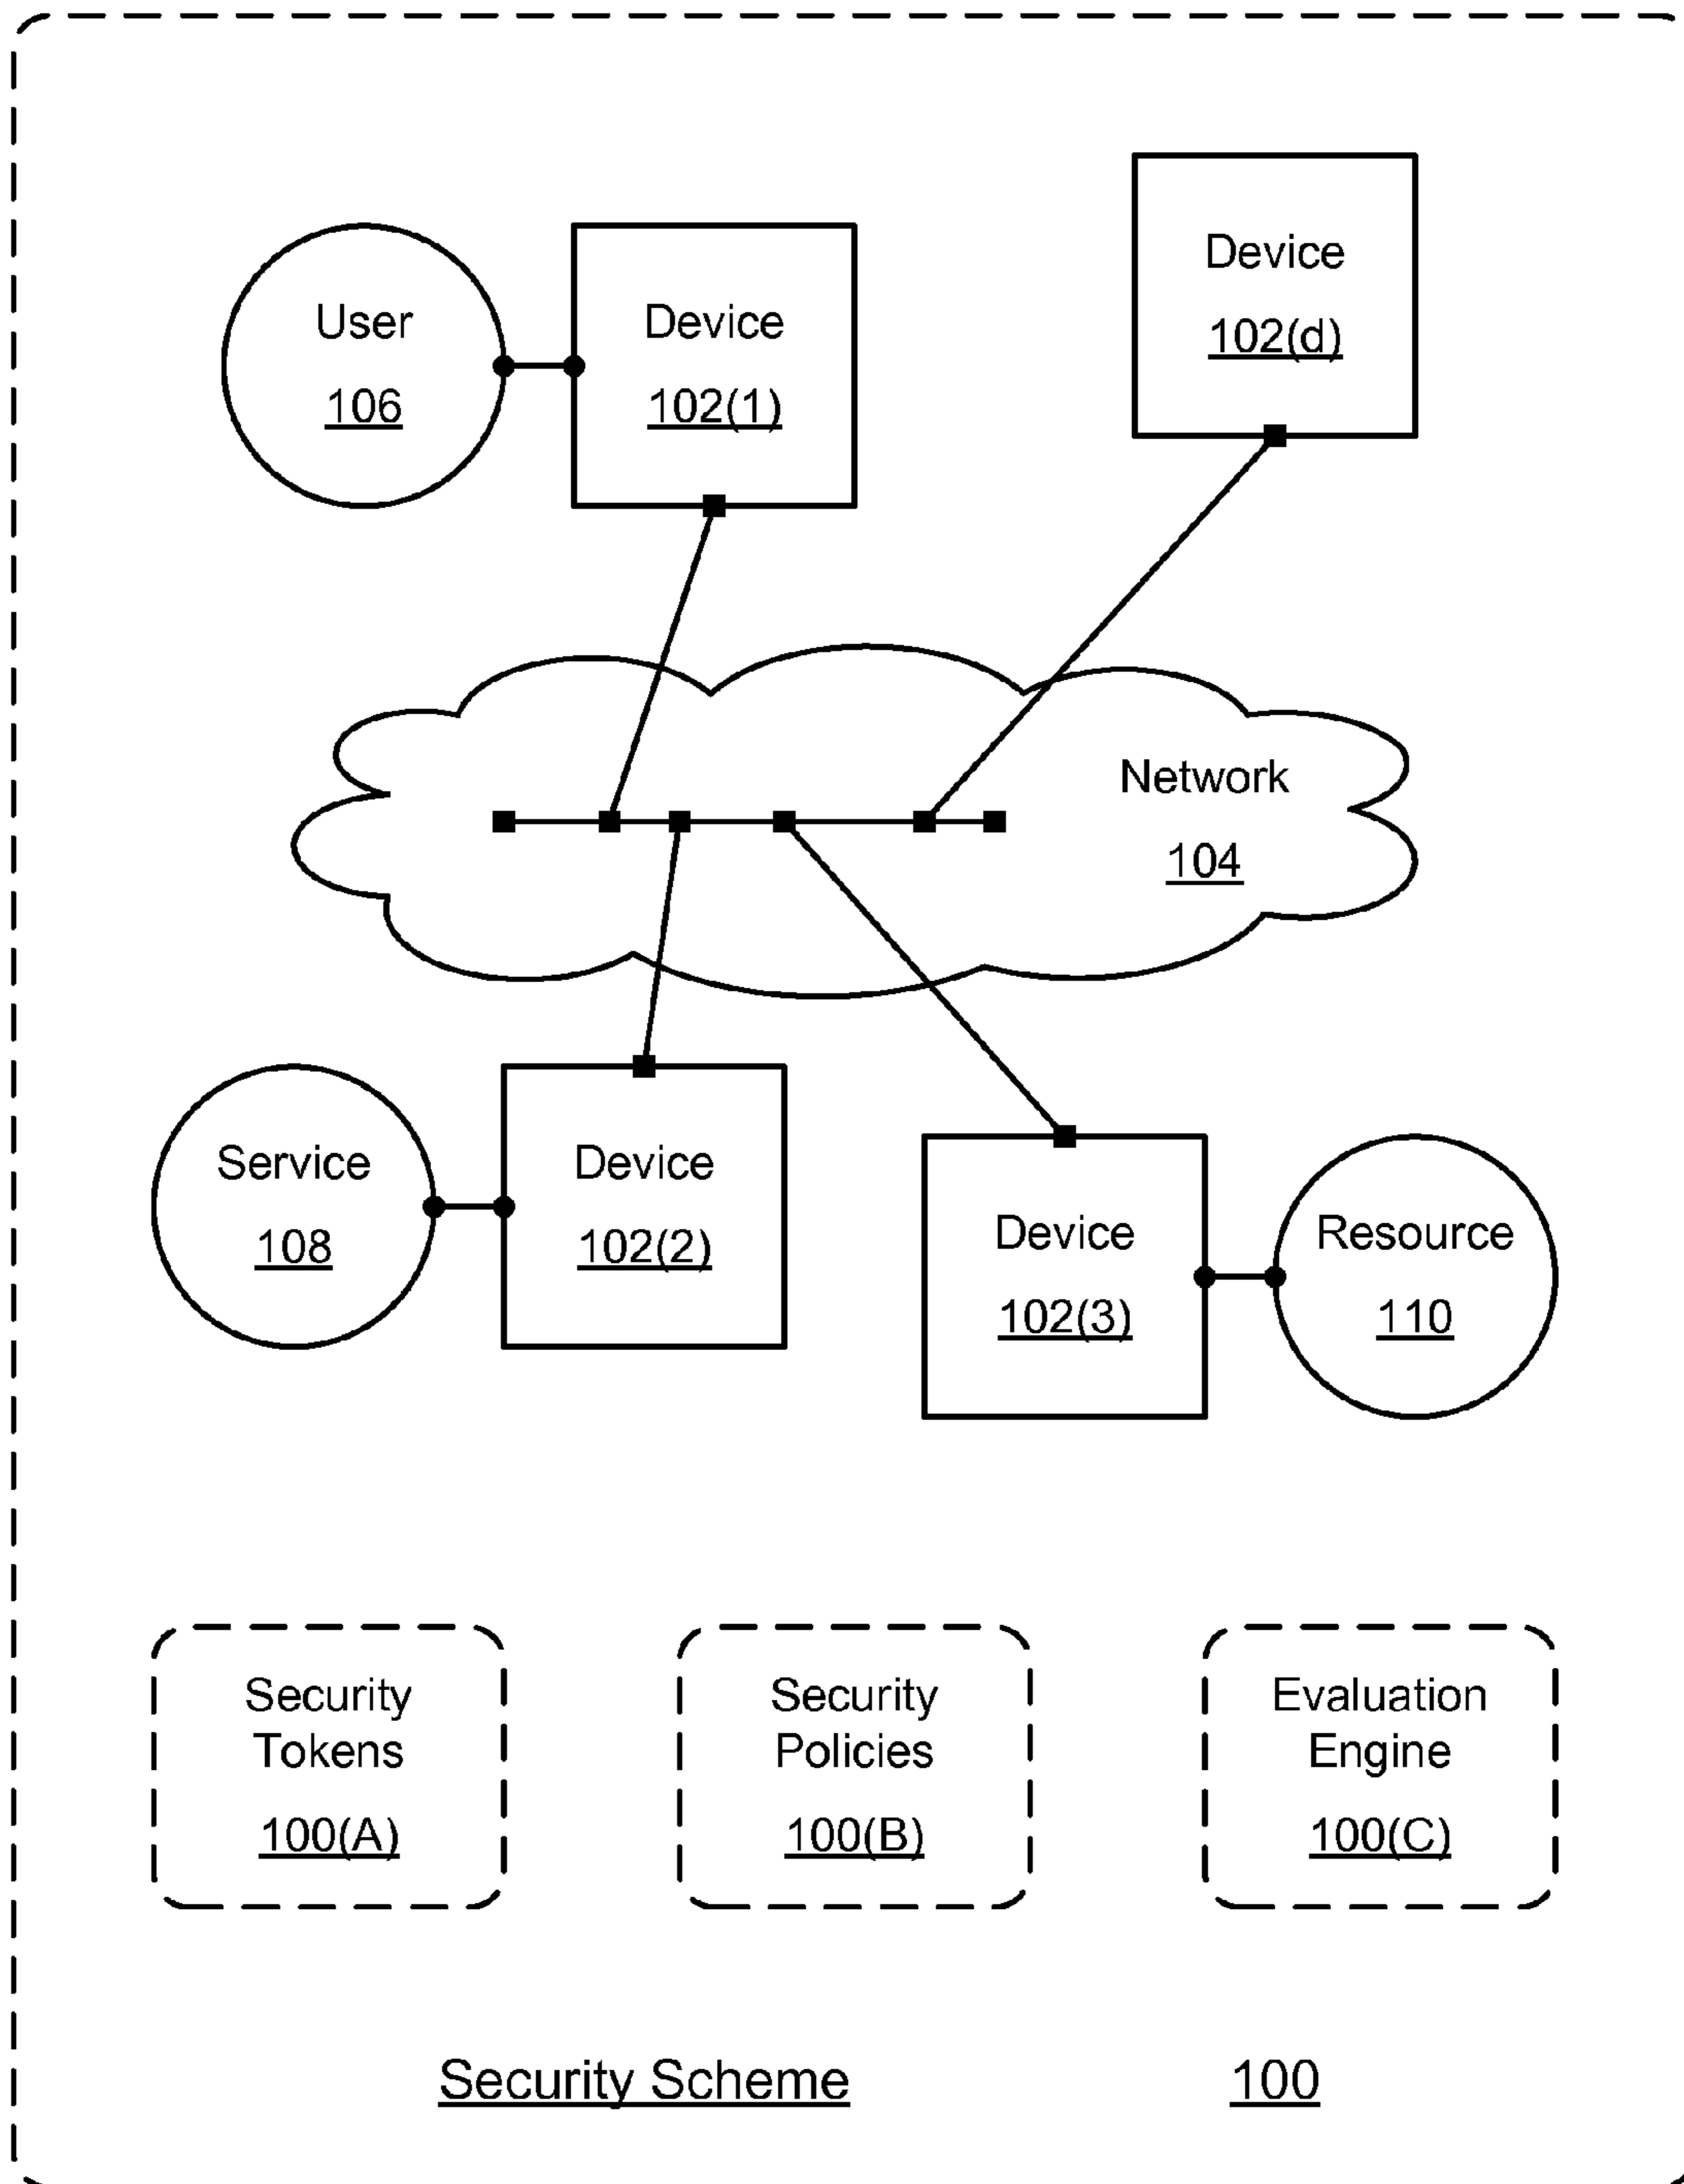 Device
102(d)
User
106
Device
102(1)
Network
104
Service
108
Device
102(2)
Device
102(3)
Resource
110
Security
Tokens
100(A)
Security
Policies
100(B)
Evaluation
Engine
100(C)
Security Scheme
100